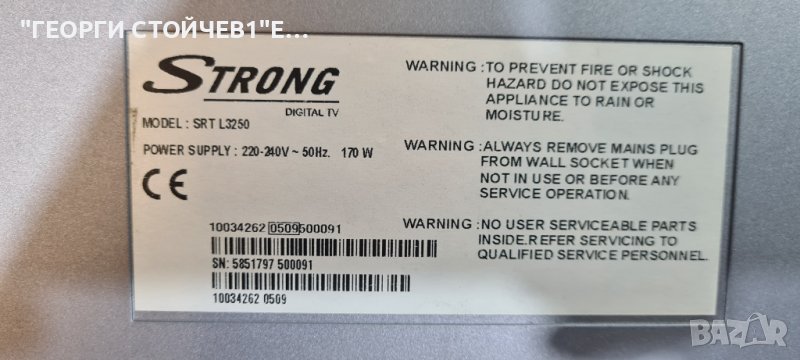 "ГЕОРГИ СТОЙЧЕВ1"Е...
STRONG
DIGITAL TV
MODEL : SRT L3250
POWER SUPPLY : 220-240V ~ 50Hz. 170 W
CE
10034262 0509 500091
SN: 5851797 500091
10034262 0509
WARNING :TO PREVENT FIRE OR SHOCK
HAZARD DO NOT EXPOSE THIS
APPLIANCE TO RAIN OR
MOISTURE.
WARNING :ALWAYS REMOVE MAINS PLUG
FROM WALL SOCKET WHEN
NOT IN USE OR BEFORE ANY
SERVICE OPERATION.
WARNING :NO USER SERVICEABLE PARTS
INSIDE.REFER SERVICING TO
QUALIFIED SERVICE PERSONNEL.
BAZAR